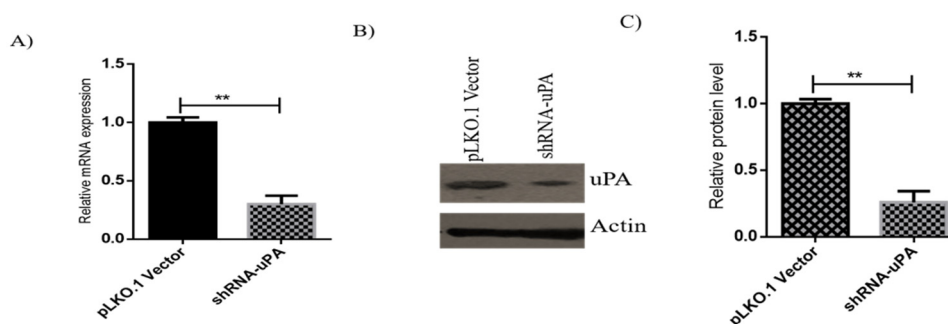 A)
Relative mRNA expression
1.5
1.0
0.5
0.0
**
pLKO.1 Vector
shRNA-uPA
B)
pLKO.1 Vector
shRNA-uPA
uPA
Actin
C)
Relative protein level
1.5
1.0
0.5
0.0
**
pLKO.1 Vector
shRNA-uPA